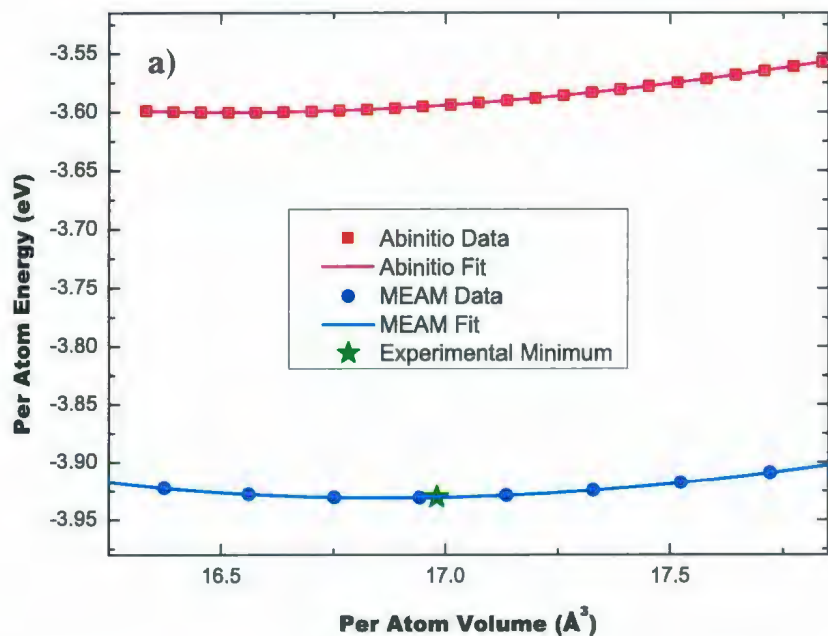 a)
-3.55
-3.60
-3.65
-3.70
-3.75
-3.80
-3.85
-3.90
-3.95
Per Atom Energy (eV)
Abinitio Data
Abinitio Fit
MEAM Data
MEAM Fit
Experimental Minimum
16.5 17.0 17.5
Per Atom Volume (Å³)